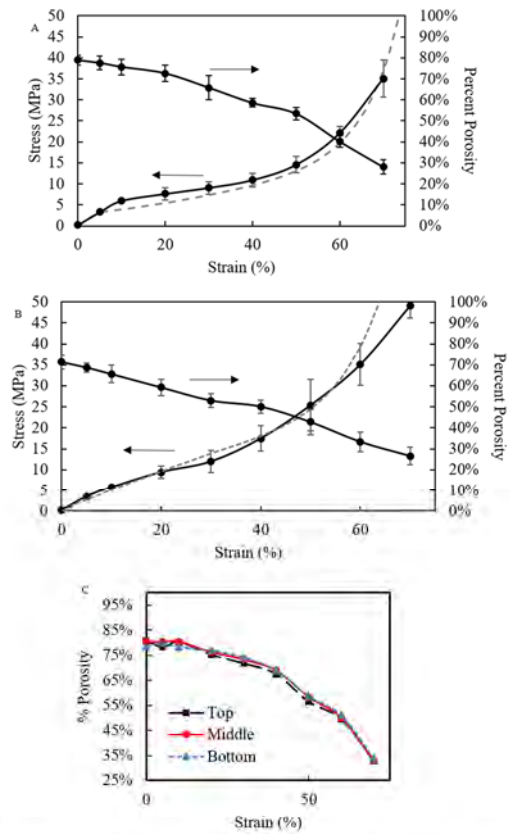 A
50 100%
45 90%
40 80%
35 70%
30 60%
25 50%
20 40%
15 30%
10 20%
5 10%
0 0%
0 20 40 60
Stress (MPa)
Percent Porosity
Strain (%)
B
50 100%
45 90%
40 80%
35 70%
30 60%
25 50%
20 40%
15 30%
10 20%
5 10%
0 0%
0 20 40 60
Stress (MPa)
Percent Porosity
Strain (%)
C
95%
85%
75%
65%
55%
45%
35%
25%
% Porosity
Top
Middle
Bottom
0 50
Strain (%)